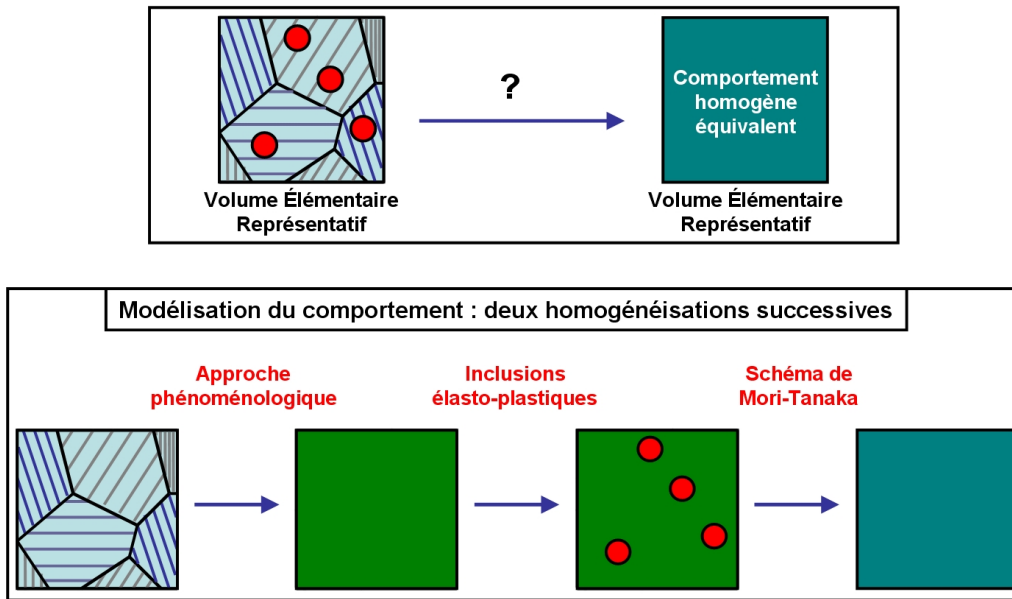 ?
Comportement
homogène
équivalent
Volume Élémentaire
Représentatif
Volume Élémentaire
Représentatif
Modélisation du comportement : deux homogénéisations successives
Approche
phénoménologique
Inclusions
élasto-plastiques
Schéma de
Mori-Tanaka